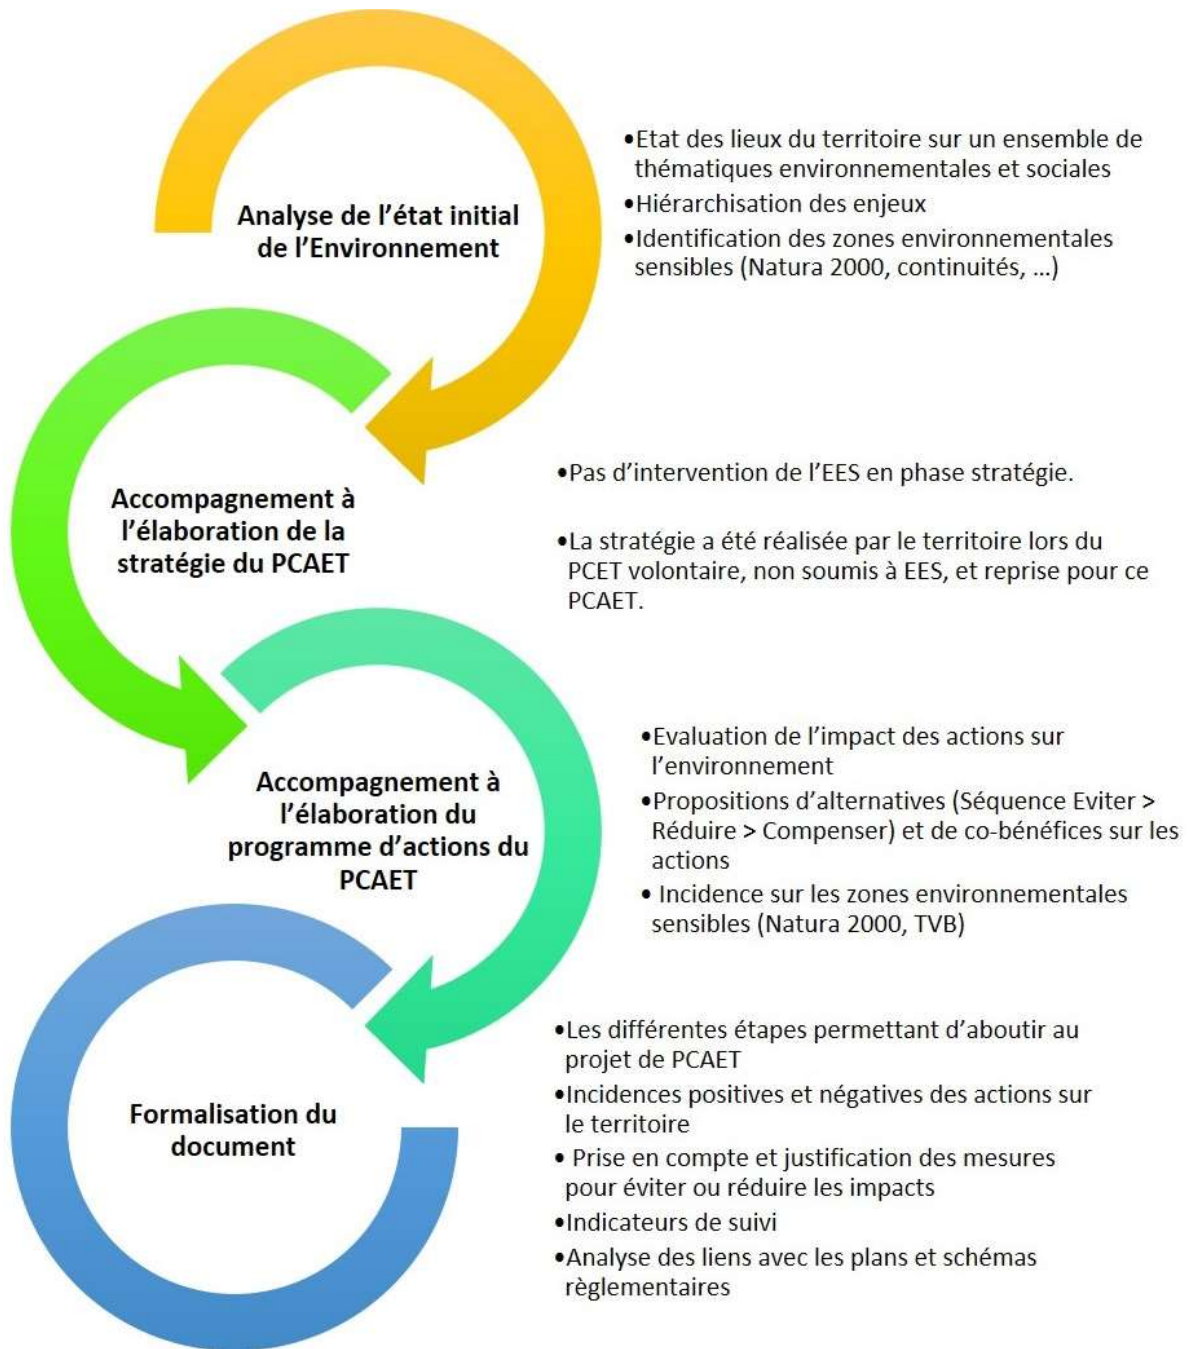 Analyse de l'état initial
de l'Environnement
•Etat des lieux du territoire sur un ensemble de
thématiques environnementales et sociales
•Hiérarchisation des enjeux
•Identification des zones environnementales
sensibles (Natura 2000, continuités, ...)
Accompagnement à
l'élaboration de la
stratégie du PCAET
•Pas d'intervention de l'EES en phase stratégie.
•La stratégie a été réalisée par le territoire lors du
PCET volontaire, non soumis à EES, et reprise pour ce
PCAET.
Accompagnement à
l'élaboration du
programme d'actions du
PCAET
•Evaluation de l'impact des actions sur
l'environnement
•Propositions d'alternatives (Séquence Eviter >
Réduire > Compenser) et de co-bénéfices sur les
actions
• Incidence sur les zones environnementales
sensibles (Natura 2000, TVB)
Formalisation du
document
•Les différentes étapes permettant d'aboutir au
projet de PCAET
•Incidences positives et négatives des actions sur
le territoire
• Prise en compte et justification des mesures
pour éviter ou réduire les impacts
•Indicateurs de suivi
•Analyse des liens avec les plans et schémas
règlementaires